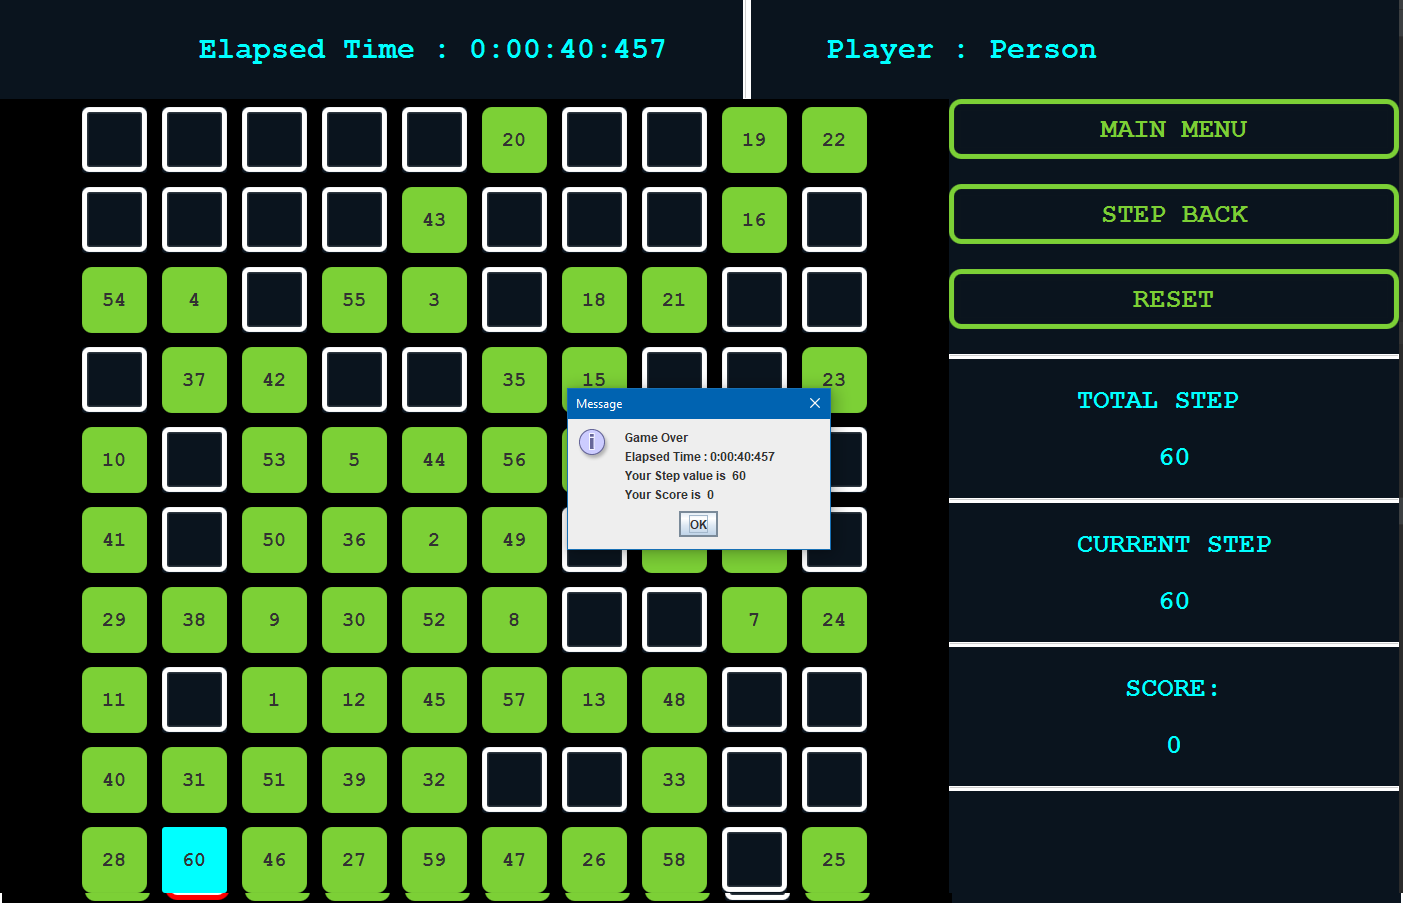 Elapsed Time : 0:00:40:457
Player : Person
20 19 22
43 16
54 4 55 3 18 21
37 42 35 15 23
10 53 5 44 56
41 50 36 2 49
29 38 9 30 52 8 7 24
11 1 12 45 57 13 48
40 31 51 39 32 33
28 60 46 27 59 47 26 58 25
Message
Game Over
Elapsed Time : 0:00:40:457
Your Step value is 60
Your Score is 0
OK
MAIN MENU
STEP BACK
RESET
TOTAL STEP
60
CURRENT STEP
60
SCORE:
0